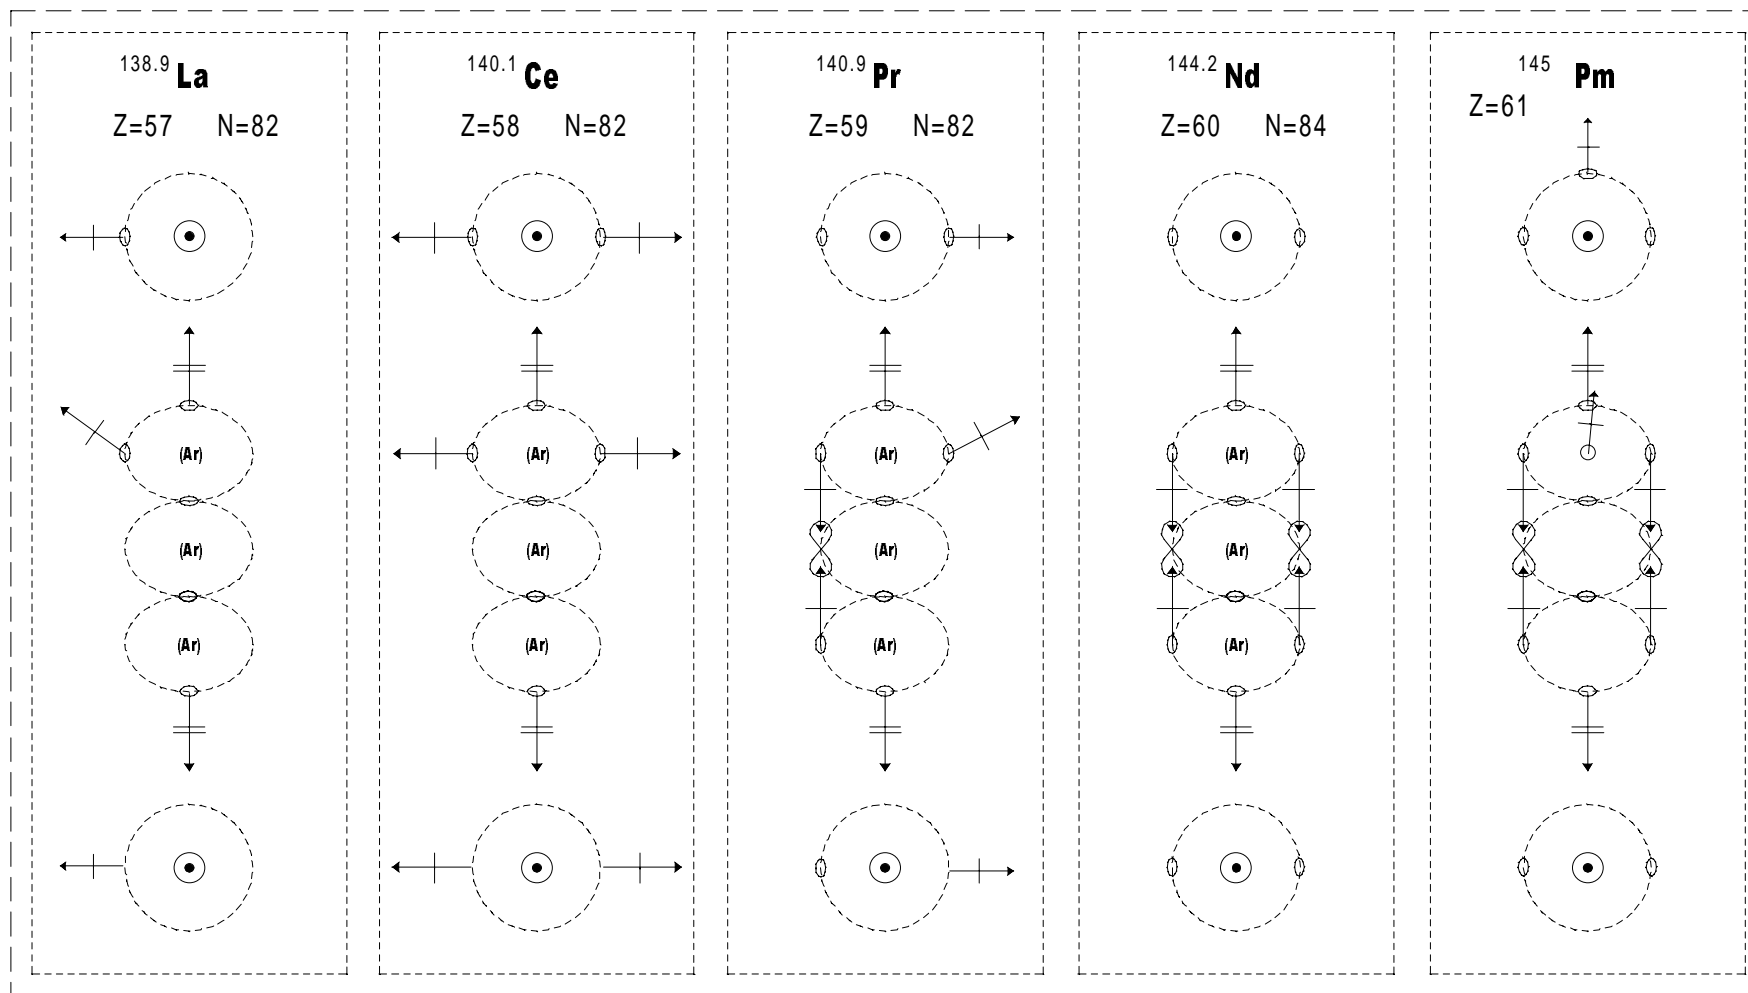 138.9 La
Z=57 N=82
(Ar)
(Ar)
(Ar)
140.1 Ce
Z=58 N=82
(Ar)
(Ar)
(Ar)
140.9 Pr
Z=59 N=82
(Ar)
(Ar)
(Ar)
144.2 Nd
Z=60 N=84
(Ar)
(Ar)
(Ar)
145 Pm
Z=61